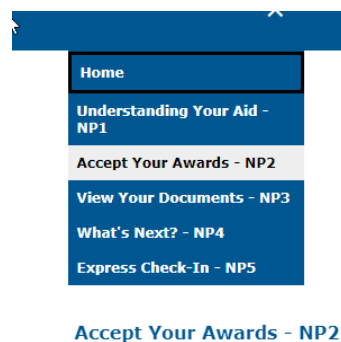 Home
Understanding Your Aid -
NP1
Accept Your Awards - NP2
View Your Documents - NP3
What's Next? - NP4
Express Check-In - NP5
Accept Your Awards - NP2